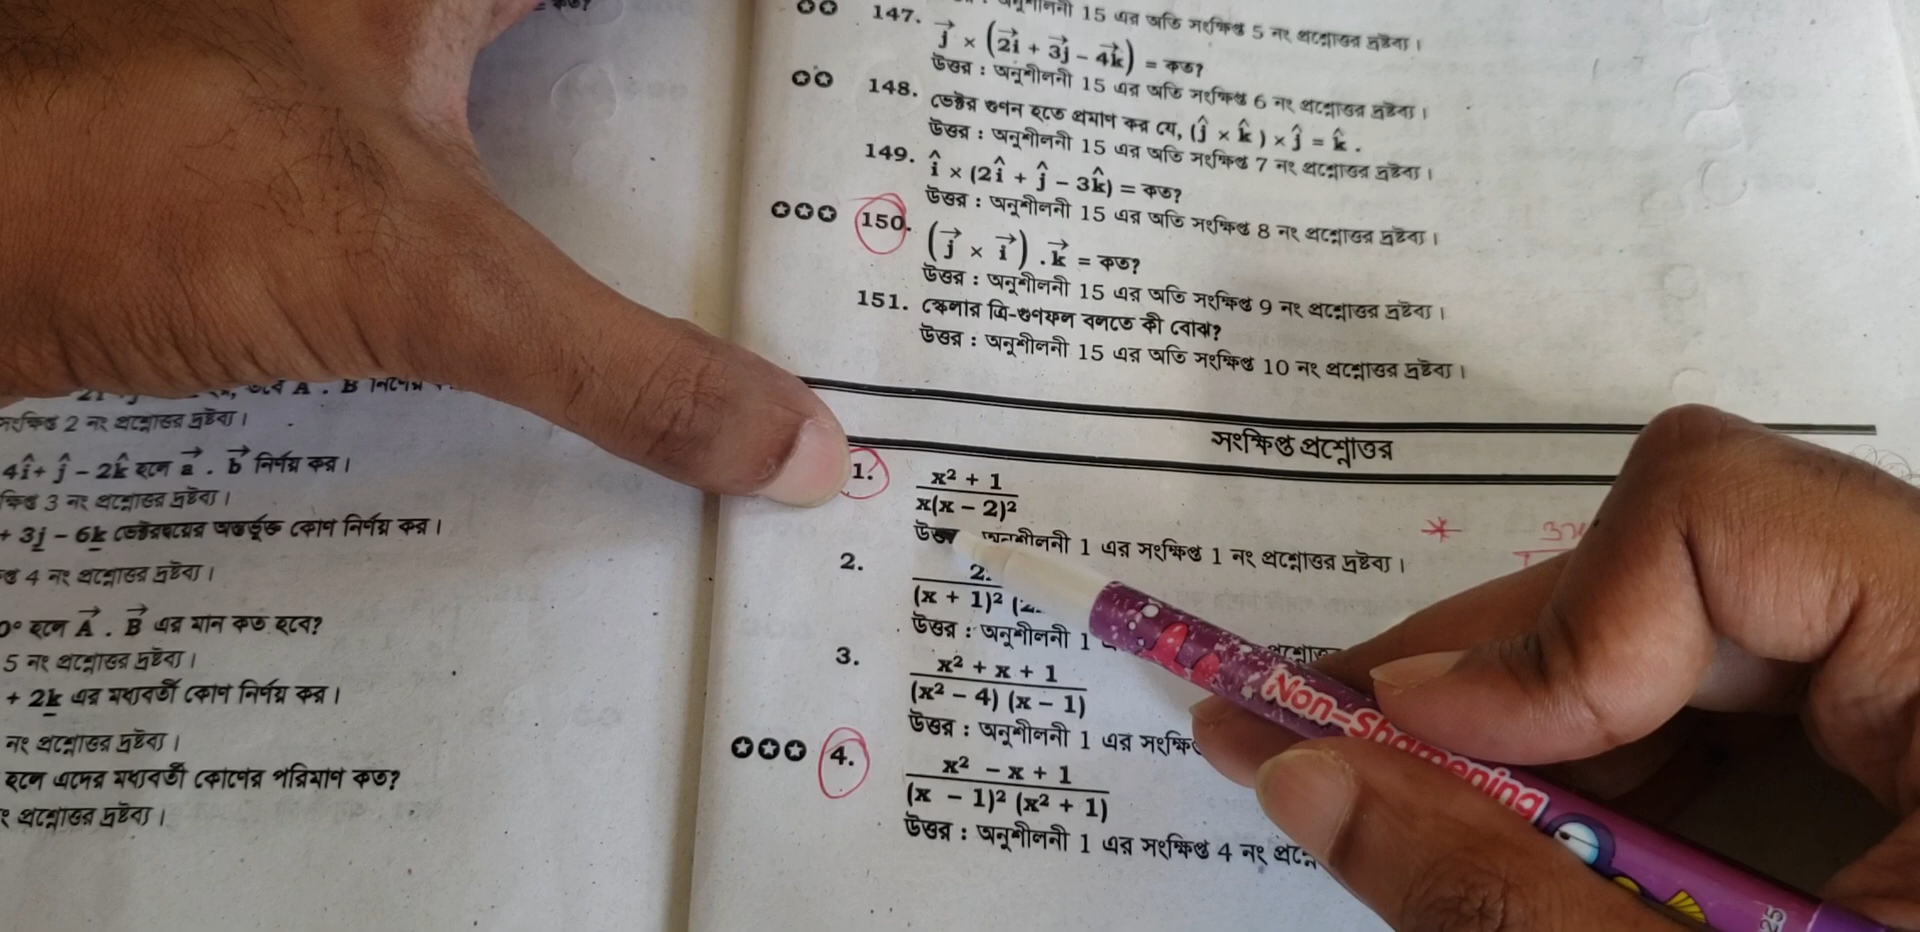 সংক্ষিপ্ত 2 নং প্রশ্নোত্তর দ্রষ্টব্য।
4î + ĵ − 2k̂ হলে a⃗ . b⃗ নির্ণয় কর।
3 নং প্রশ্নোত্তর দ্রষ্টব্য।
+ 3j − 6k ভেক্টরদ্বয়ের অন্তর্ভুক্ত কোণ নির্ণয় কর।
4 নং প্রশ্নোত্তর দ্রষ্টব্য।
0° হলে A⃗ . B⃗ এর মান কত হবে?
5 নং প্রশ্নোত্তর দ্রষ্টব্য।
+ 2k এর মধ্যবর্তী কোণ নির্ণয় কর।
নং প্রশ্নোত্তর দ্রষ্টব্য।
হলে এদের মধ্যবর্তী কোণের পরিমাণ কত?
প্রশ্নোত্তর দ্রষ্টব্য।
15 এর অতি সংক্ষিপ্ত 5 নং প্রশ্নোত্তর দ্রষ্টব্য।
147. j⃗ × (2i⃗ + 3j⃗ − 4k⃗) = কত?
উত্তর : অনুশীলনী 15 এর অতি সংক্ষিপ্ত 6 নং প্রশ্নোত্তর দ্রষ্টব্য।
148. ভেক্টর গুণন হতে প্রমাণ কর যে, (ĵ × k̂) × ĵ = k̂.
উত্তর : অনুশীলনী 15 এর অতি সংক্ষিপ্ত 7 নং প্রশ্নোত্তর দ্রষ্টব্য।
149. î × (2î + ĵ − 3k̂) = কত?
উত্তর : অনুশীলনী 15 এর অতি সংক্ষিপ্ত 8 নং প্রশ্নোত্তর দ্রষ্টব্য।
150. (j⃗ × i⃗) . k⃗ = কত?
উত্তর : অনুশীলনী 15 এর অতি সংক্ষিপ্ত 9 নং প্রশ্নোত্তর দ্রষ্টব্য।
151. স্কেলার ত্রি-গুণফল বলতে কী বোঝ?
উত্তর : অনুশীলনী 15 এর অতি সংক্ষিপ্ত 10 নং প্রশ্নোত্তর দ্রষ্টব্য।
সংক্ষিপ্ত প্রশ্নোত্তর
1. x² + 1
x(x − 2)²
অনুশীলনী 1 এর সংক্ষিপ্ত 1 নং প্রশ্নোত্তর দ্রষ্টব্য।
2.
(x + 1)²
উত্তর : অনুশীলনী 1
3. x² + x + 1
(x² − 4) (x − 1)
উত্তর : অনুশীলনী 1 এর
4. x² − x + 1
(x − 1)² (x² + 1)
উত্তর : অনুশীলনী 1 এর সংক্ষিপ্ত 4 নং
Non-Sharpening